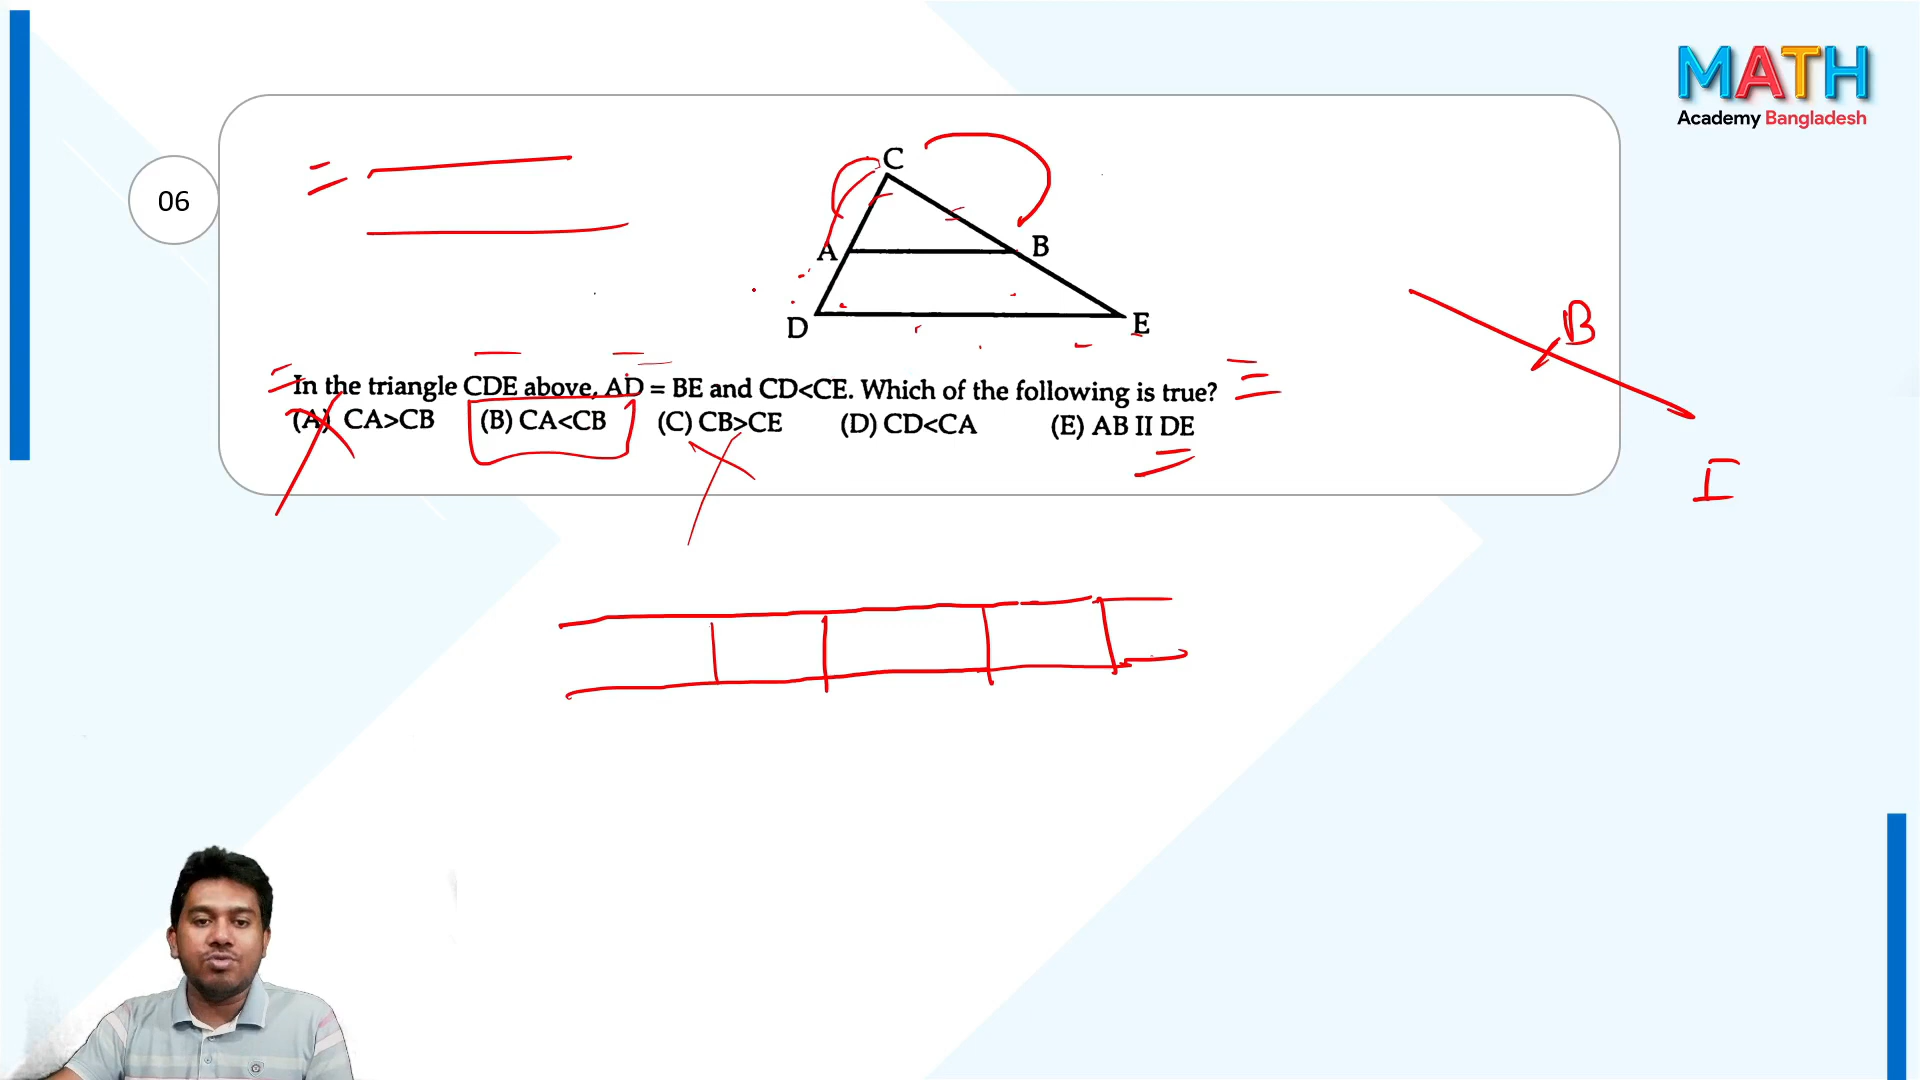 MATH
Academy Bangladesh
06
C
A
B
D
E
B
In the triangle CDE above, AD = BE and CD<CE. Which of the following is true?
(A) CA>CB (B) CA<CB (C) CB>CE (D) CD<CA (E) AB II DE